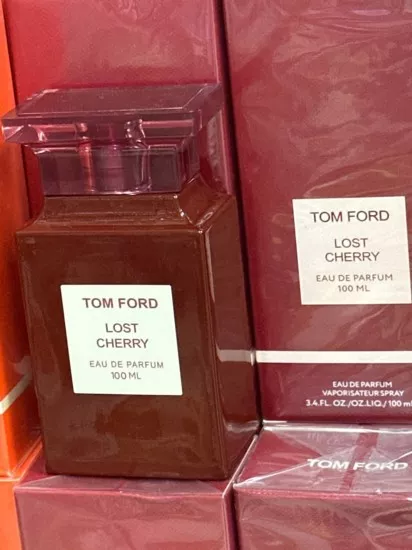 TOM FORD
LOST
CHERRY
EAU DE PARFUM
100 ML
TOM FORD
LOST
CHERRY
EAU DE PARFUM
100 ML
EAU DE PARFUM
VAPORISATEUR SPRAY
3.4.FL. OZ./OZ.LIQ./100 ml
TOM FORD